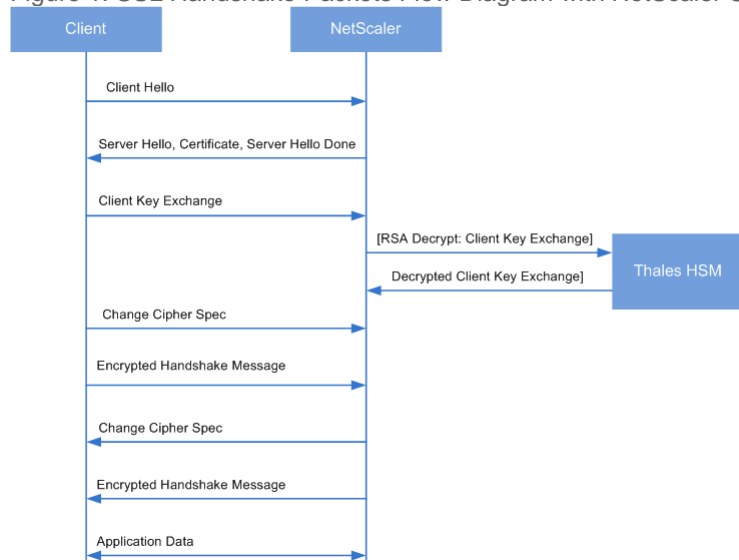 Client
NetScaler
Client Hello
Server Hello, Certificate, Server Hello Done
Client Key Exchange
[RSA Decrypt: Client Key Exchange]
Thales HSM
Decrypted Client Key Exchange]
Change Cipher Spec
Encrypted Handshake Message
Change Cipher Spec
Encrypted Handshake Message
Application Data